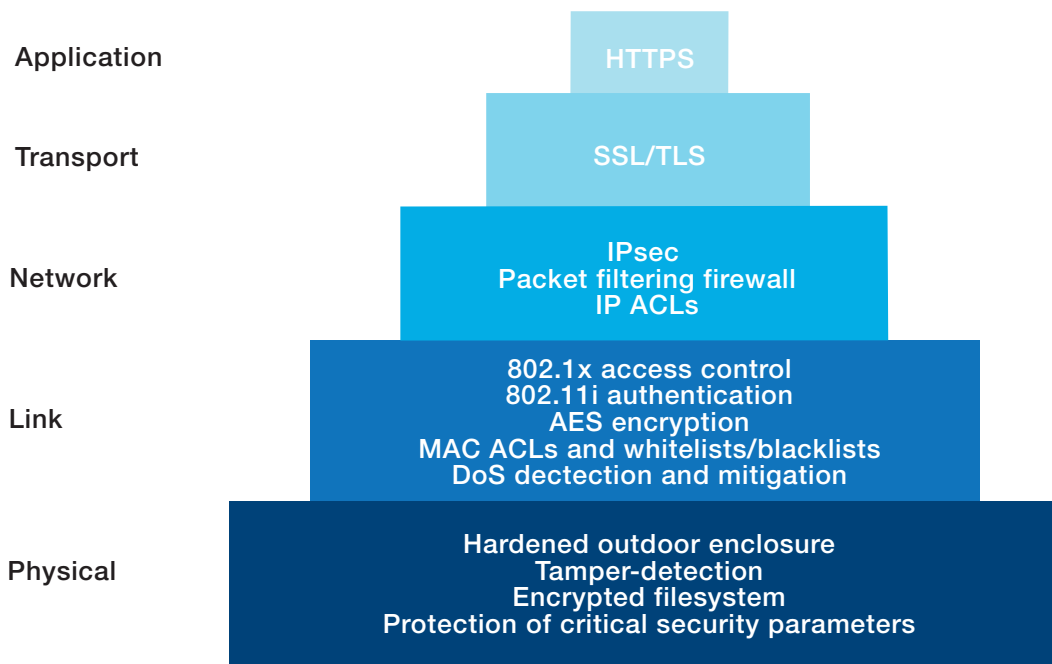 Application
HTTPS
Transport
SSL/TLS
Network
IPsec
Packet filtering firewall
IP ACLs
Link
802.1x access control
802.11i authentication
AES encryption
MAC ACLs and whitelists/blacklists
DoS dectection and mitigation
Physical
Hardened outdoor enclosure
Tamper-detection
Encrypted filesystem
Protection of critical security parameters